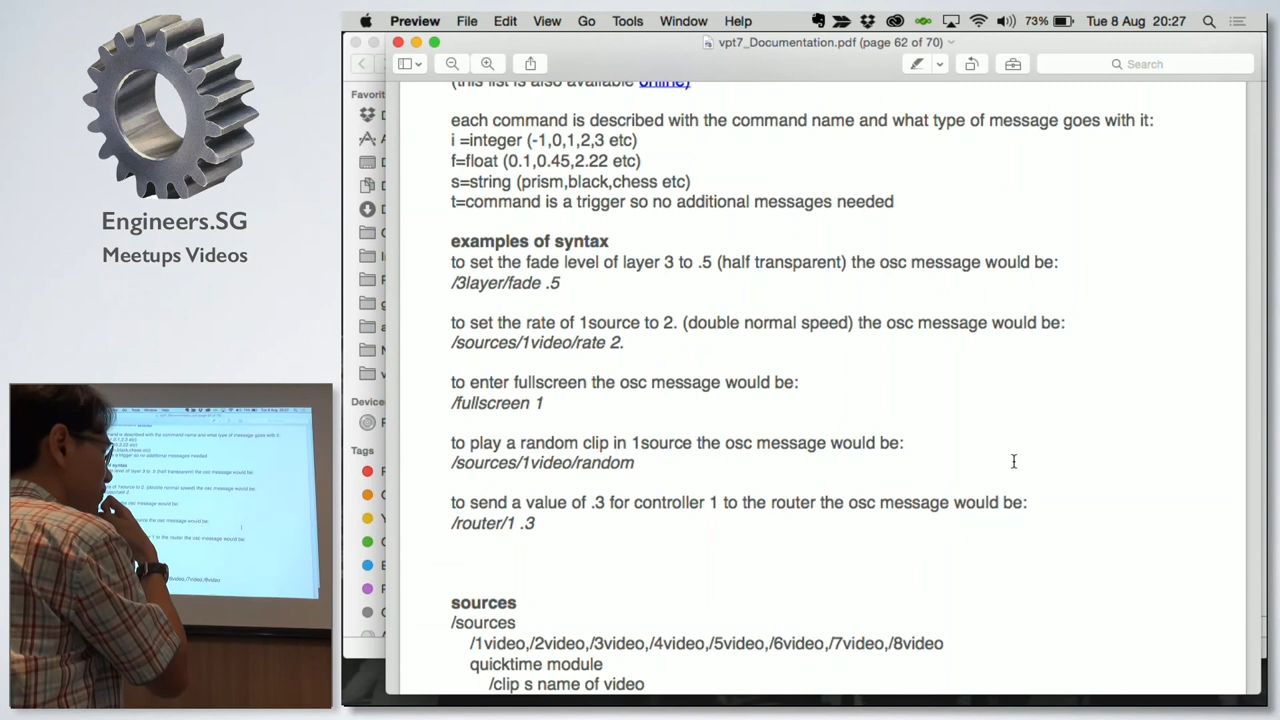 Preview File Edit View Go Tools Window Help 73% Tue 8 Aug 20:27
vpt7_Documentation.pdf (page 62 of 70)
Search
Engineers.SG
Meetups Videos
Favorit
Device
Tags
(this list is also available online)
each command is described with the command name and what type of message goes with it:
i =integer (-1,0,1,2,3 etc)
f=float (0.1,0.45,2.22 etc)
s=string (prism,black,chess etc)
t=command is a trigger so no additional messages needed
examples of syntax
to set the fade level of layer 3 to .5 (half transparent) the osc message would be:
/3layer/fade .5
to set the rate of 1source to 2. (double normal speed) the osc message would be:
/sources/1video/rate 2.
to enter fullscreen the osc message would be:
/fullscreen 1
to play a random clip in 1source the osc message would be:
/sources/1video/random
to send a value of .3 for controller 1 to the router the osc message would be:
/router/1 .3
sources
/sources
/1video,/2video,/3video,/4video,/5video,/6video,/7video,/8video
quicktime module
/clip s name of video